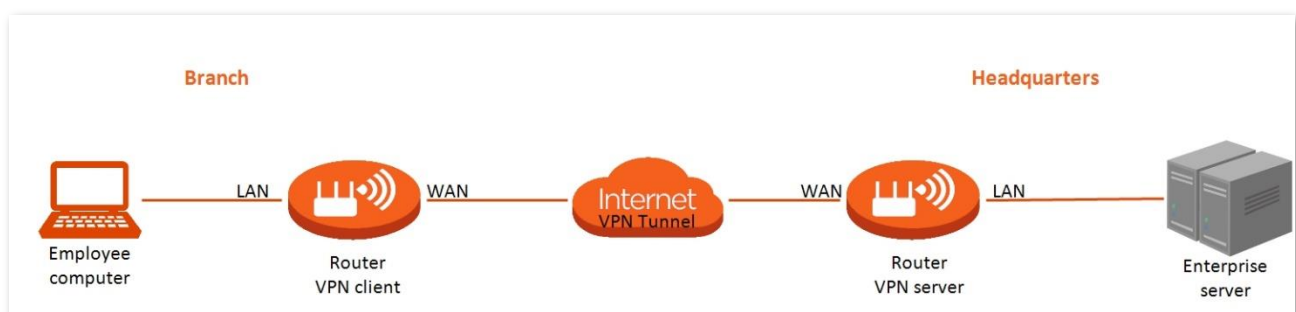 Branch
Headquarters
LAN
WAN
Internet
VPN Tunnel
WAN
LAN
Employee
computer
Router
VPN client
Router
VPN server
Enterprise
server